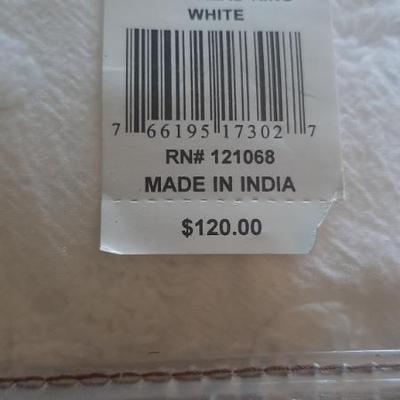 WHITE
7 66195 17302 7
RN# 121068
MADE IN INDIA
$120.00